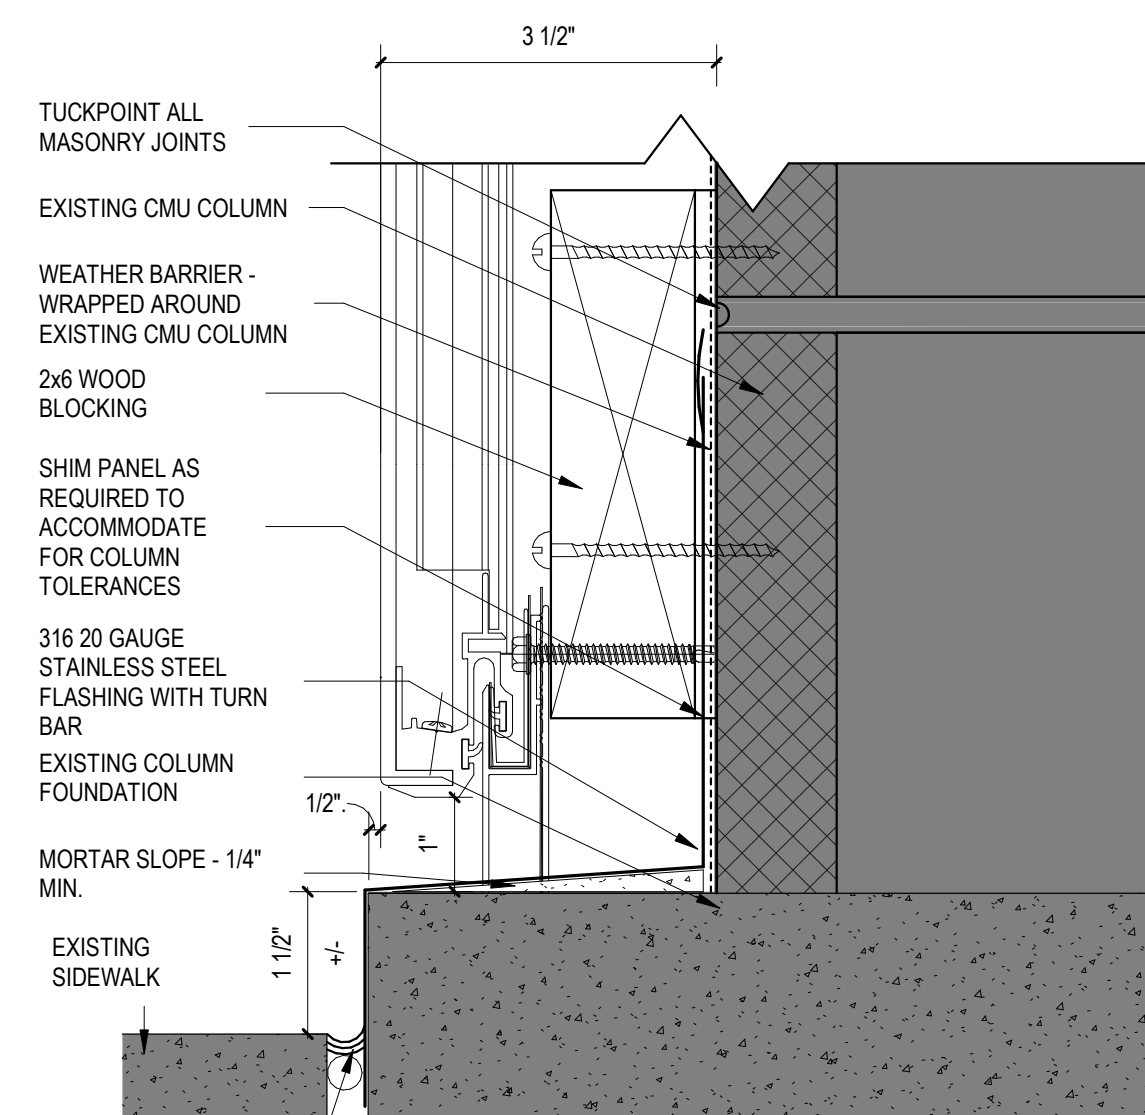 3 1/2"
TUCKPOINT ALL
MASONRY JOINTS
EXISTING CMU COLUMN
WEATHER BARRIER -
WRAPPED AROUND
EXISTING CMU COLUMN
2x6 WOOD
BLOCKING
SHIM PANEL AS
REQUIRED TO
ACCOMMODATE
FOR COLUMN
TOLERANCES
316 20 GAUGE
STAINLESS STEEL
FLASHING WITH TURN
BAR
EXISTING COLUMN
FOUNDATION
1/2".
1"
MORTAR SLOPE - 1/4"
MIN.
1 1/2"
+/-
EXISTING
SIDEWALK